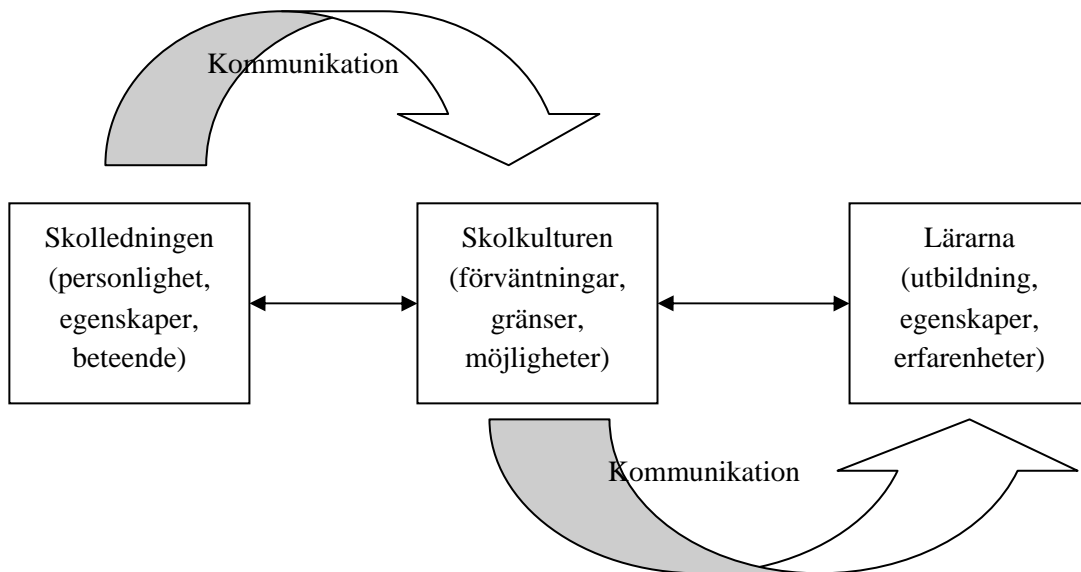 Kommunikation
Skolledningen
(personlighet,
egenskaper,
beteende)
Skolkulturen
(förväntningar,
gränser,
möjligheter)
Lärarna
(utbildning,
egenskaper,
erfarenheter)
Kommunikation